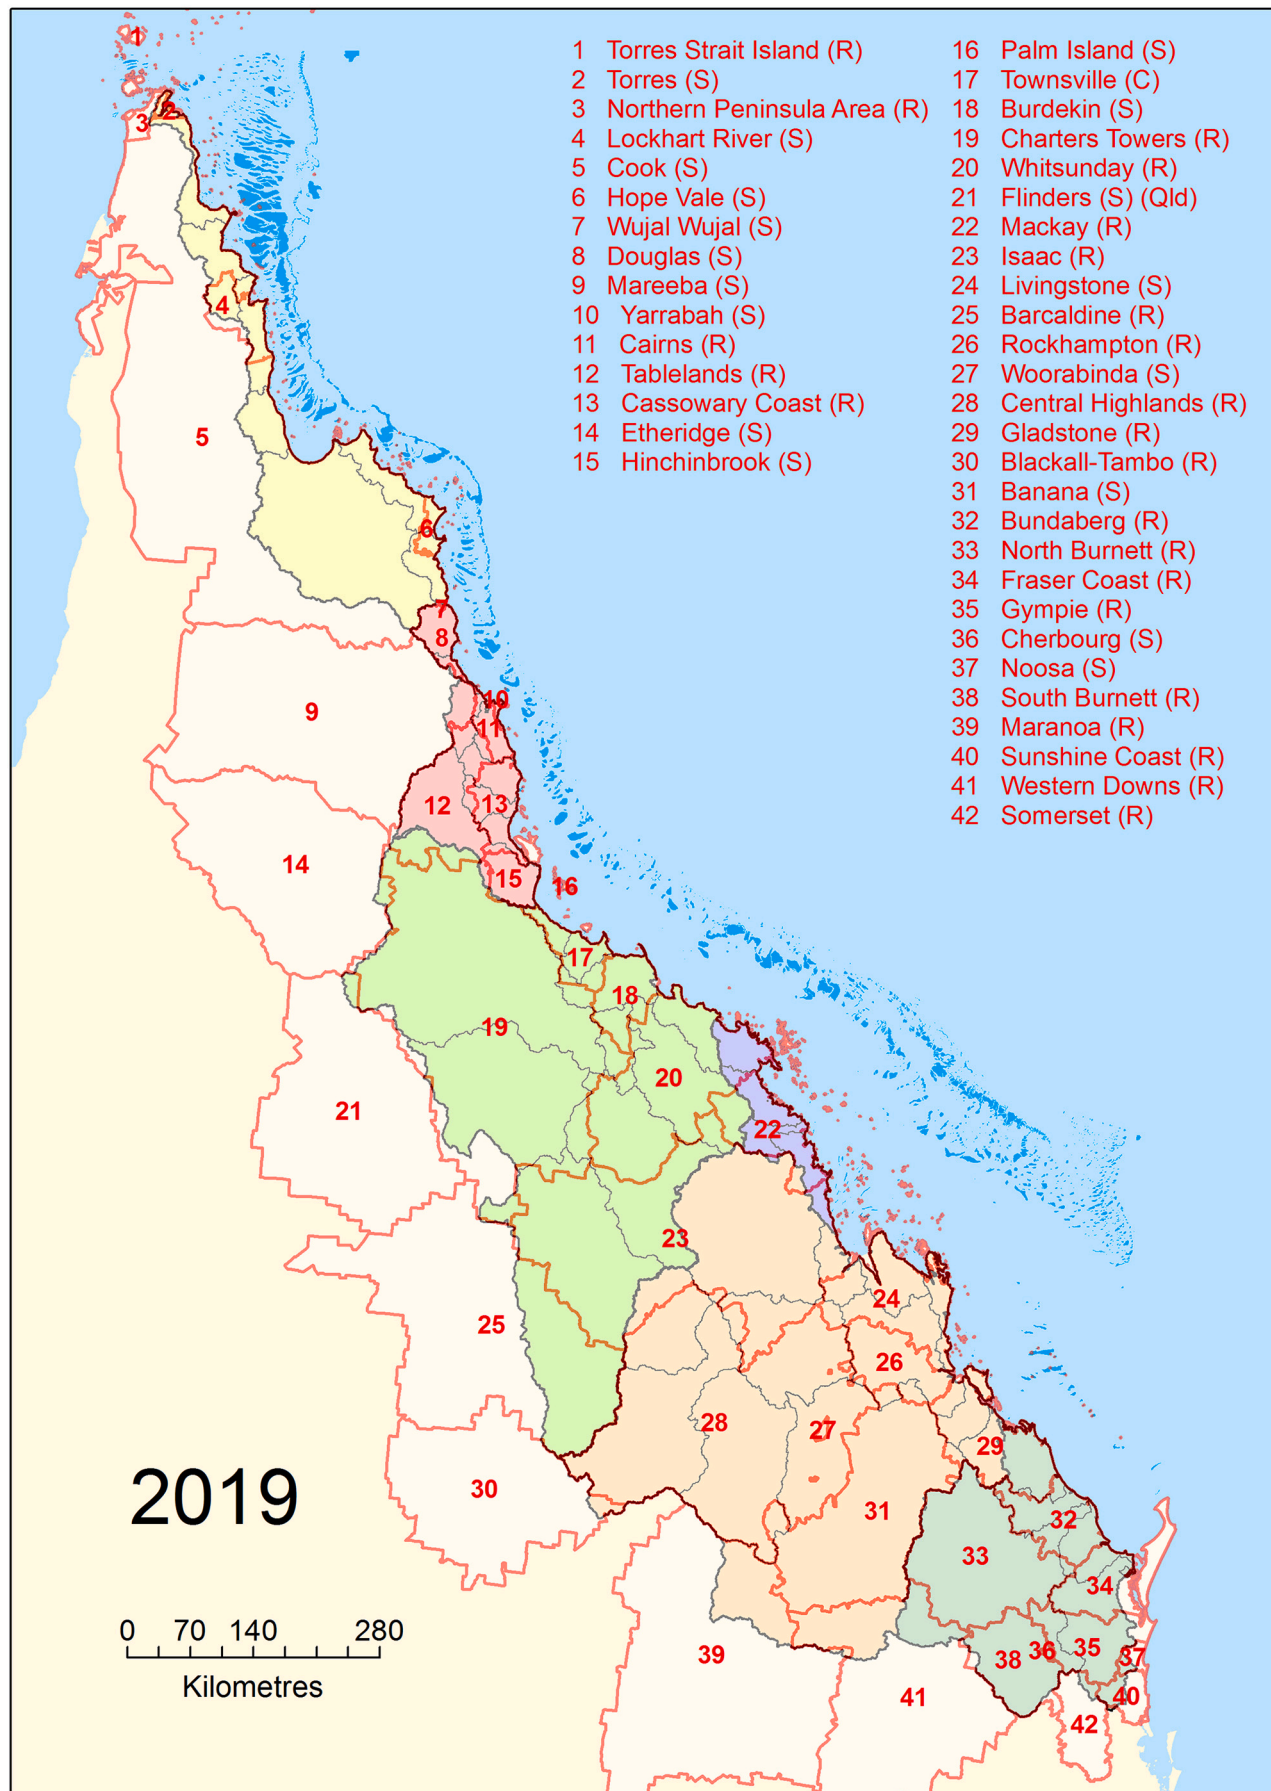 1 Torres Strait Island (R)
2 Torres (S)
3 Northern Peninsula Area (R)
4 Lockhart River (S)
5 Cook (S)
6 Hope Vale (S)
7 Wujal Wujal (S)
8 Douglas (S)
9 Mareeba (S)
10 Yarrabah (S)
11 Cairns (R)
12 Tablelands (R)
13 Cassowary Coast (R)
14 Etheridge (S)
15 Hinchinbrook (S)
16 Palm Island (S)
17 Townsville (C)
18 Burdekin (S)
19 Charters Towers (R)
20 Whitsunday (R)
21 Flinders (S) (Qld)
22 Mackay (R)
23 Isaac (R)
24 Livingstone (S)
25 Barcaldine (R)
26 Rockhampton (R)
27 Woorabinda (S)
28 Central Highlands (R)
29 Gladstone (R)
30 Blackall-Tambo (R)
31 Banana (S)
32 Bundaberg (R)
33 North Burnett (R)
34 Fraser Coast (R)
35 Gympie (R)
36 Cherbourg (S)
37 Noosa (S)
38 South Burnett (R)
39 Maranoa (R)
40 Sunshine Coast (R)
41 Western Downs (R)
42 Somerset (R)
1
2
3
4
5
6
7
8
9
10
11
12
13
14
15
16
17
18
19
20
21
22
23
24
25
26
27
28
29
30
31
32
33
34
35
36
37
38
39
40
41
42
2019
0 70 140 280
Kilometres